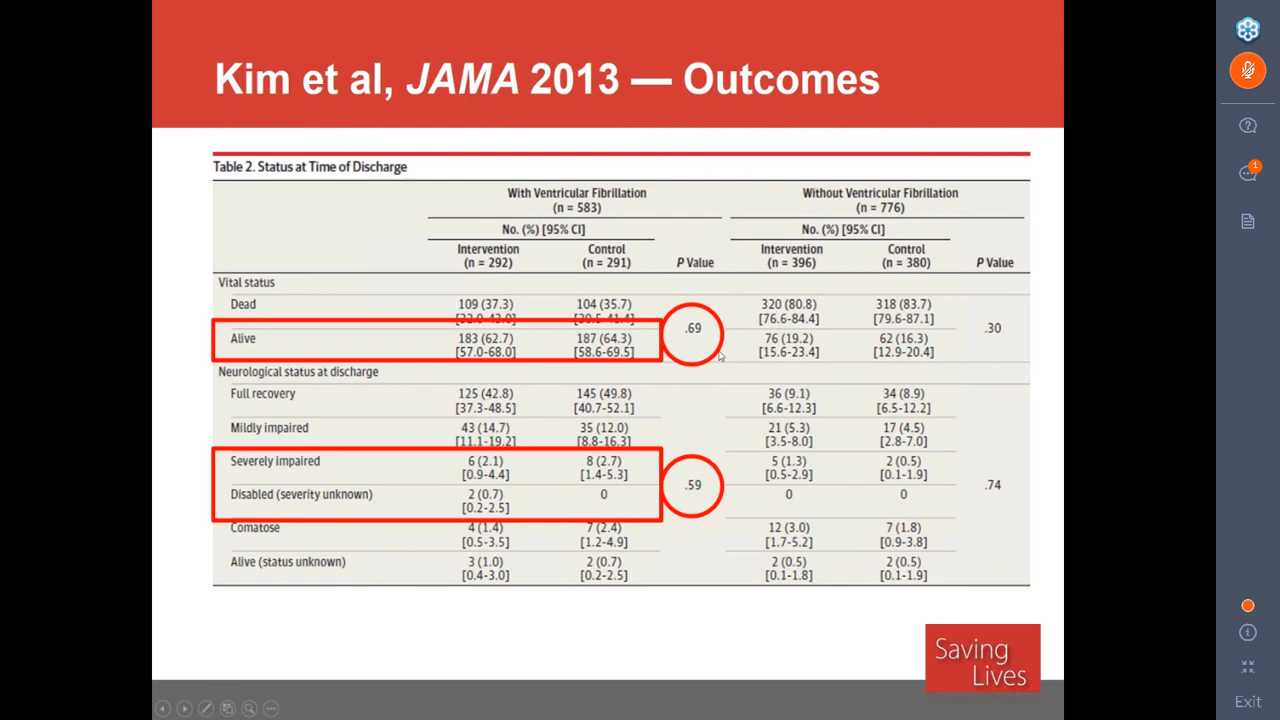 Kim et al, JAMA 2013 — Outcomes
Table 2. Status at Time of Discharge
With Ventricular Fibrillation
(n = 583)
Without Ventricular Fibrillation
(n = 776)
No. (%) [95% CI]
No. (%) [95% CI]
Intervention
(n = 292)
Control
(n = 291)
P Value
Intervention
(n = 396)
Control
(n = 380)
P Value
Vital status
Dead 109 (37.3) 104 (35.7) 320 (80.8) 318 (83.7)
[76.6-84.4] [79.6-87.1]
.69 .30
Alive 183 (62.7) 187 (64.3) 76 (19.2) 62 (16.3)
[57.0-68.0] [58.6-69.5] [15.6-23.4] [12.9-20.4]
Neurological status at discharge
Full recovery 125 (42.8) 145 (49.8) 36 (9.1) 34 (8.9)
[37.3-48.5] [40.7-52.1] [6.6-12.3] [6.5-12.2]
Mildly impaired 43 (14.7) 35 (12.0) 21 (5.3) 17 (4.5)
[11.1-19.2] [8.8-16.3] [3.5-8.0] [2.8-7.0]
Severely impaired 6 (2.1) 8 (2.7) 5 (1.3) 2 (0.5)
[0.9-4.4] [1.4-5.3] [0.5-2.9] [0.1-1.9]
.59 .74
Disabled (severity unknown) 2 (0.7) 0 0 0
[0.2-2.5]
Comatose 4 (1.4) 7 (2.4) 12 (3.0) 7 (1.8)
[0.5-3.5] [1.2-4.9] [1.7-5.2] [0.9-3.8]
Alive (status unknown) 3 (1.0) 2 (0.7) 2 (0.5) 2 (0.5)
[0.4-3.0] [0.2-2.5] [0.1-1.8] [0.1-1.9]
Saving
Lives
1
Exit